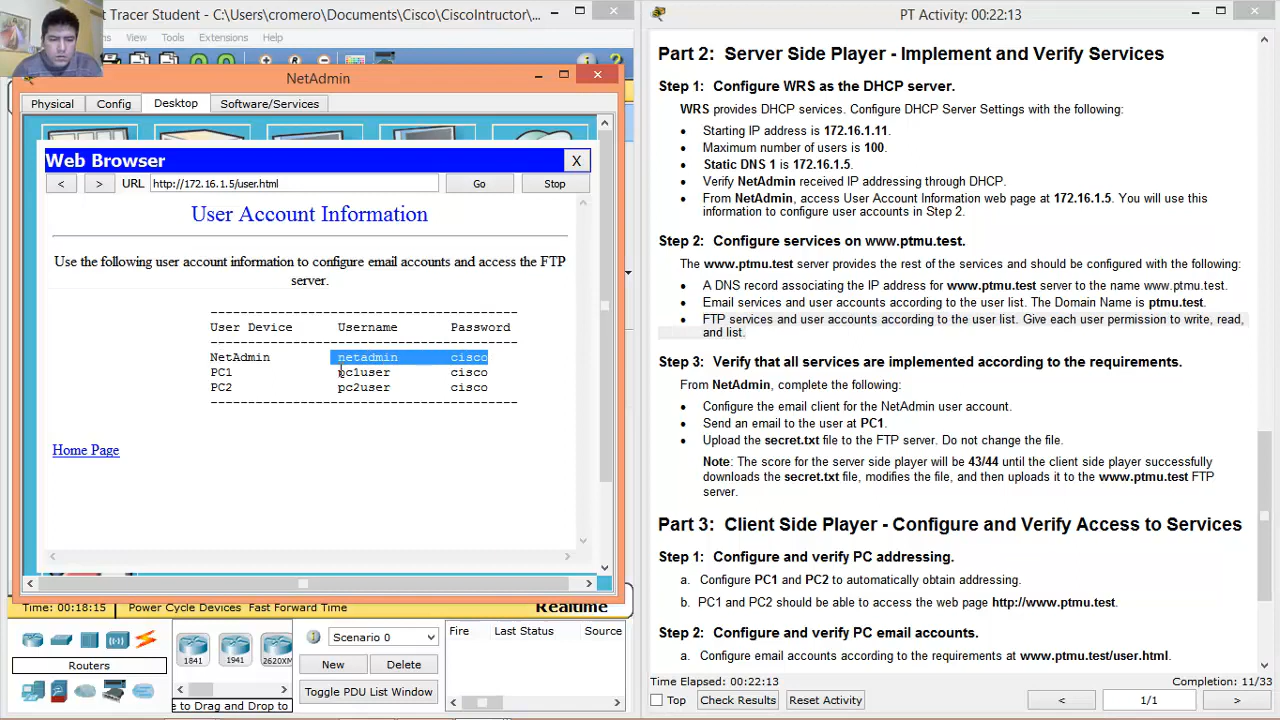 t Tracer Student - C:\Users\cromero\Documents\Cisco\CiscoIntructor\...
View Tools Extensions Help
NetAdmin
Physical Config Desktop Software/Services
Web Browser X
< > URL http://172.16.1.5/user.html Go Stop
User Account Information
Use the following user account information to configure email accounts and access the FTP
server.
User Device Username Password
NetAdmin netadmin cisco
PC1 pc1user cisco
PC2 pc2user cisco
Home Page
Time: 00:18:15 Power Cycle Devices Fast Forward Time Realtime
Routers
1841 1941 2620XM
e to Drag and Drop to
Scenario 0
New Delete
Toggle PDU List Window
Fire Last Status Source
PT Activity: 00:22:13
Part 2: Server Side Player - Implement and Verify Services
Step 1: Configure WRS as the DHCP server.
WRS provides DHCP services. Configure DHCP Server Settings with the following:
• Starting IP address is 172.16.1.11.
• Maximum number of users is 100.
• Static DNS 1 is 172.16.1.5.
• Verify NetAdmin received IP addressing through DHCP.
• From NetAdmin, access User Account Information web page at 172.16.1.5. You will use this
information to configure user accounts in Step 2.
Step 2: Configure services on www.ptmu.test.
The www.ptmu.test server provides the rest of the services and should be configured with the following:
• A DNS record associating the IP address for www.ptmu.test server to the name www.ptmu.test.
• Email services and user accounts according to the user list. The Domain Name is ptmu.test.
• FTP services and user accounts according to the user list. Give each user permission to write, read,
and list.
Step 3: Verify that all services are implemented according to the requirements.
From NetAdmin, complete the following:
• Configure the email client for the NetAdmin user account.
• Send an email to the user at PC1.
• Upload the secret.txt file to the FTP server. Do not change the file.
Note: The score for the server side player will be 43/44 until the client side player successfully
downloads the secret.txt file, modifies the file, and then uploads it to the www.ptmu.test FTP
server.
Part 3: Client Side Player - Configure and Verify Access to Services
Step 1: Configure and verify PC addressing.
a. Configure PC1 and PC2 to automatically obtain addressing.
b. PC1 and PC2 should be able to access the web page http://www.ptmu.test.
Step 2: Configure and verify PC email accounts.
a. Configure email accounts according to the requirements at www.ptmu.test/user.html.
Time Elapsed: 00:22:13 Completion: 11/33
Top Check Results Reset Activity < 1/1 >